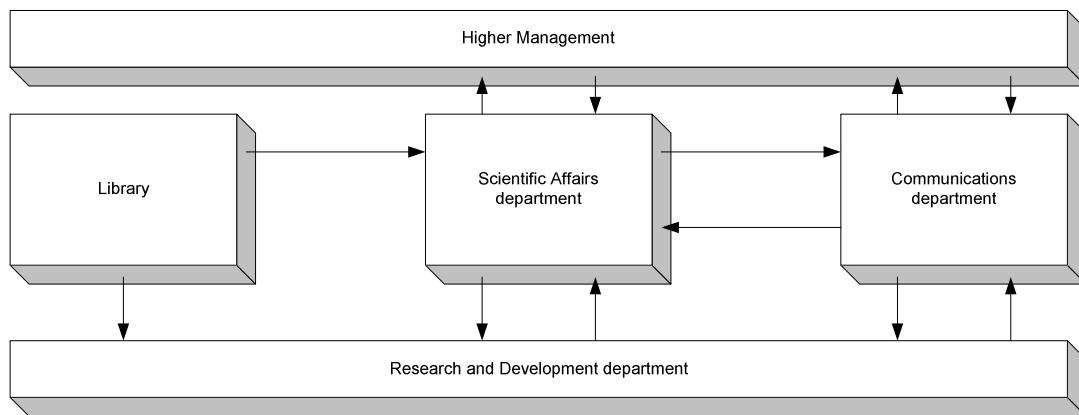 Higher Management
Library
Scientific Affairs
department
Communications
department
Research and Development department